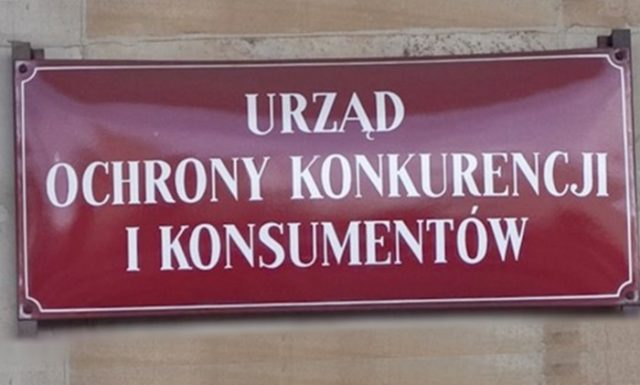 URZĄD
OCHRONY KONKURENCJI
I KONSUMENTÓW